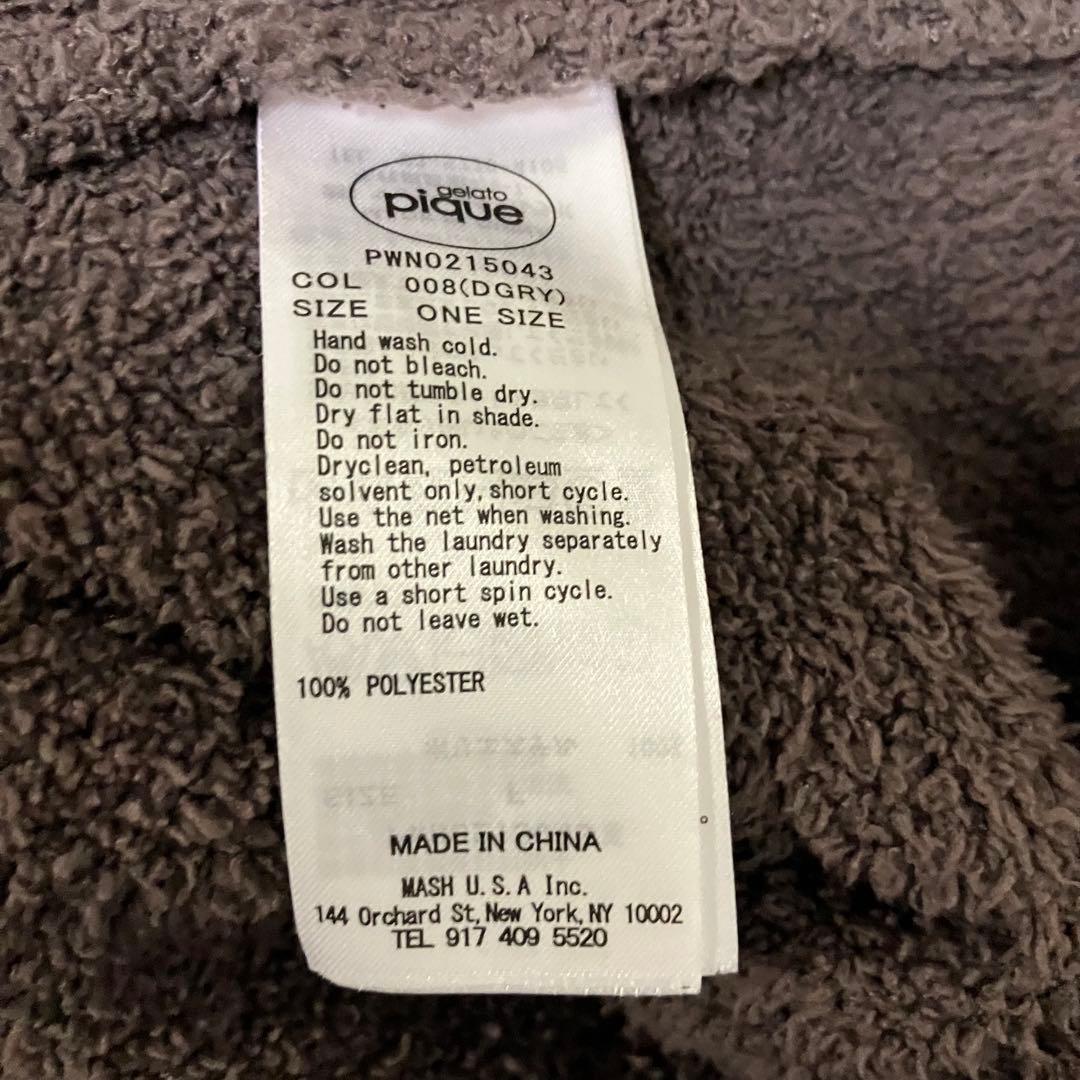 gelato
pique
PWNO215043
COL 008(DGRY)
SIZE ONE SIZE
Hand wash cold.
Do not bleach.
Do not tumble dry.
Dry flat in shade.
Do not iron.
Dryclean, petroleum
solvent only, short cycle.
Use the net when washing.
Wash the laundry separately
from other laundry.
Use a short spin cycle.
Do not leave wet.
100% POLYESTER
MADE IN CHINA
MASH U.S.A Inc.
144 Orchard St, New York, NY 10002
TEL 917 409 5520